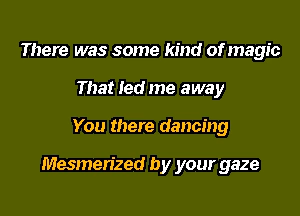 There was some kind of magic
That led me away
You there dancing
Mesmerized by your gaze